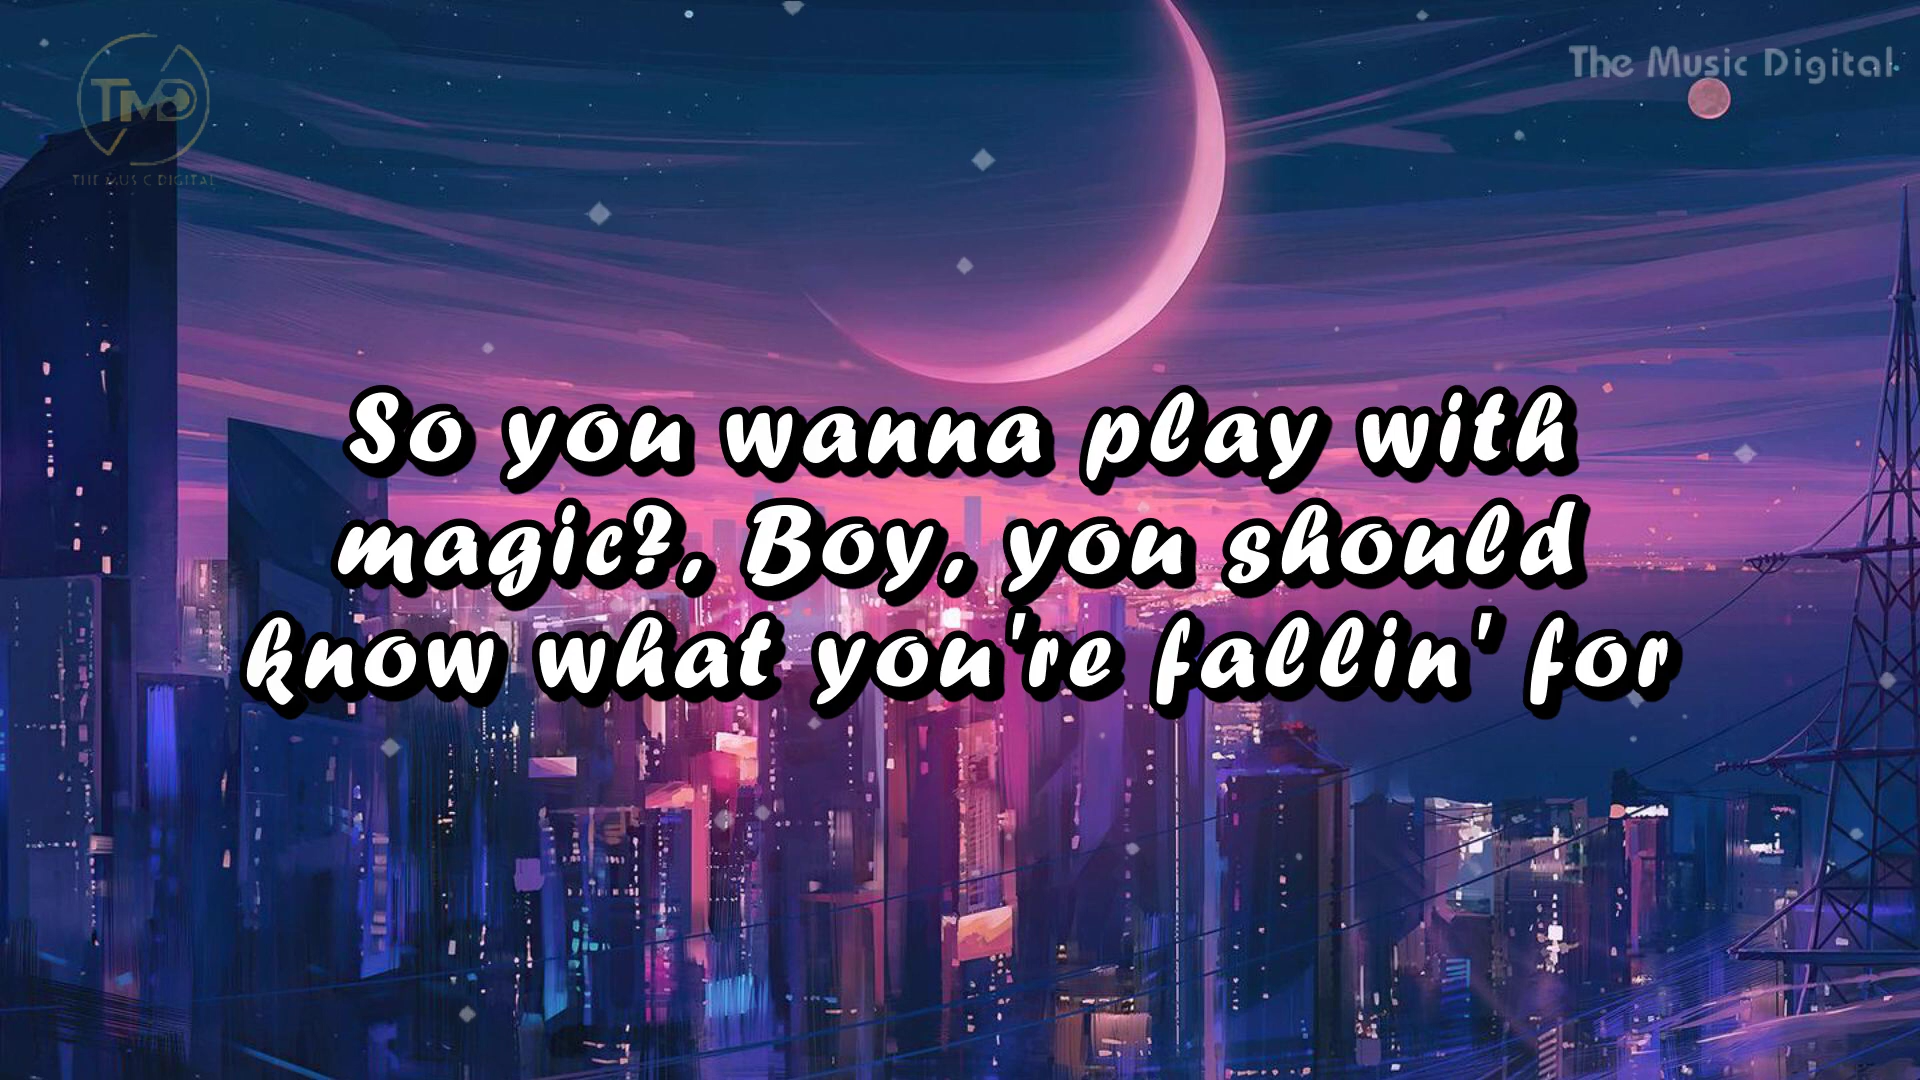 TMD
THE MUSIC DIGITAL
The Music Digital
So you wanna play with
magic?, Boy, you should
know what you're fallin' for